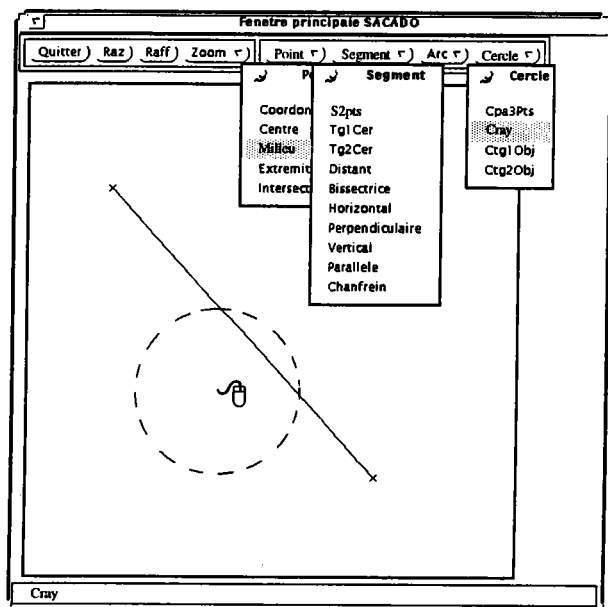 Fenetre principale SACADO
Quitter Raz Raff Zoom Point Segment Arc Cercle
Segment
Cercle
Coordon
Centre
Milieu
Extremit
Intersect
S2pts
Tg1Cer
Tg2Cer
Distant
Bissectrice
Horizontal
Perpendiculaire
Vertical
Parallele
Chanfrein
Cpa3Pts
Cray
Ctg1Obj
Ctg2Obj
Cray